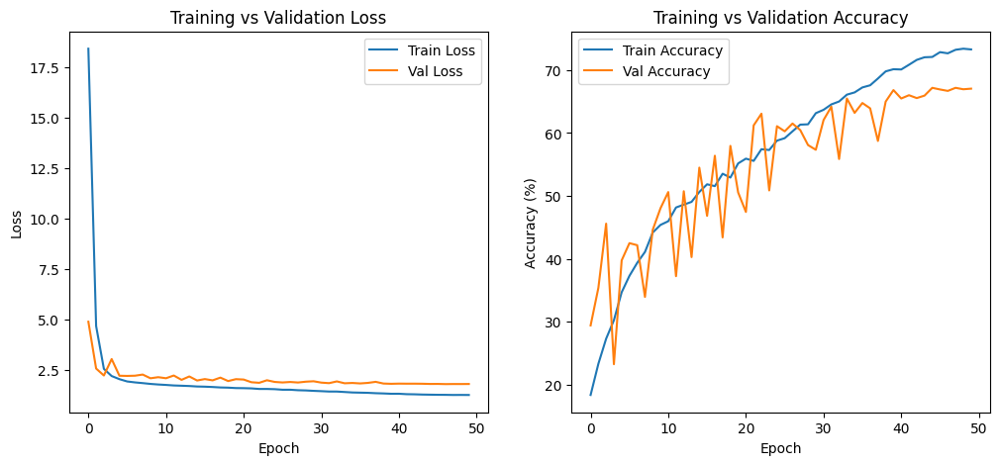 Training vs Validation Loss
Train Loss
Val Loss
17.5
15.0
12.5
10.0
7.5
5.0
2.5
Loss
0 10 20 30 40 50
Epoch
Training vs Validation Accuracy
Train Accuracy
Val Accuracy
70
60
50
40
30
20
Accuracy (%)
0 10 20 30 40 50
Epoch